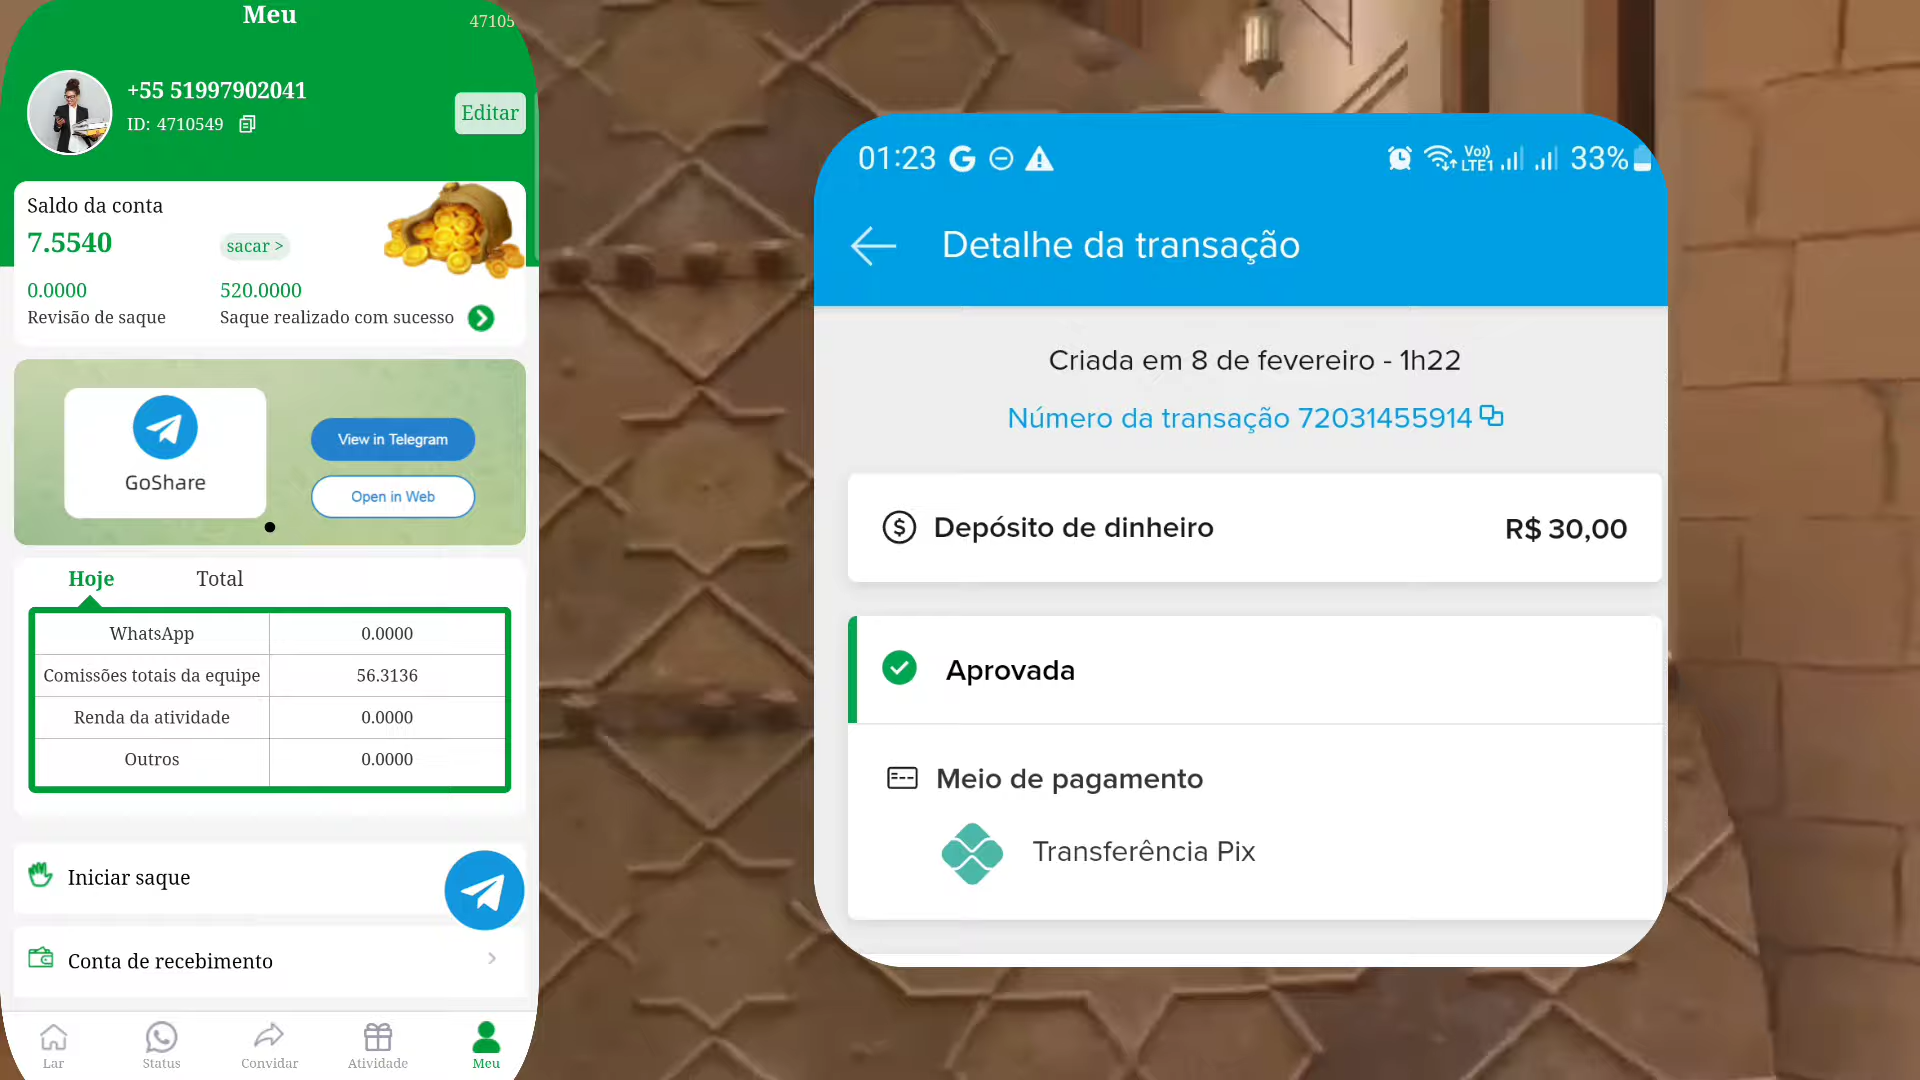 Meu
47105
+55 51997902041
ID: 4710549
Editar
Saldo da conta
7.5540
sacar >
0.0000
520.0000
Revisão de saque
Saque realizado com sucesso
GoShare
View in Telegram
Open in Web
Hoje
Total
WhatsApp
0.0000
Comissões totais da equipe
56.3136
Renda da atividade
0.0000
Outros
0.0000
Iniciar saque
Conta de recebimento
Lar
Status
Convidar
Atividade
Meu
01:23
Vo))
LTE1
33%
Detalhe da transação
Criada em 8 de fevereiro - 1h22
Número da transação 72031455914
Depósito de dinheiro
R$ 30,00
Aprovada
Meio de pagamento
Transferência Pix